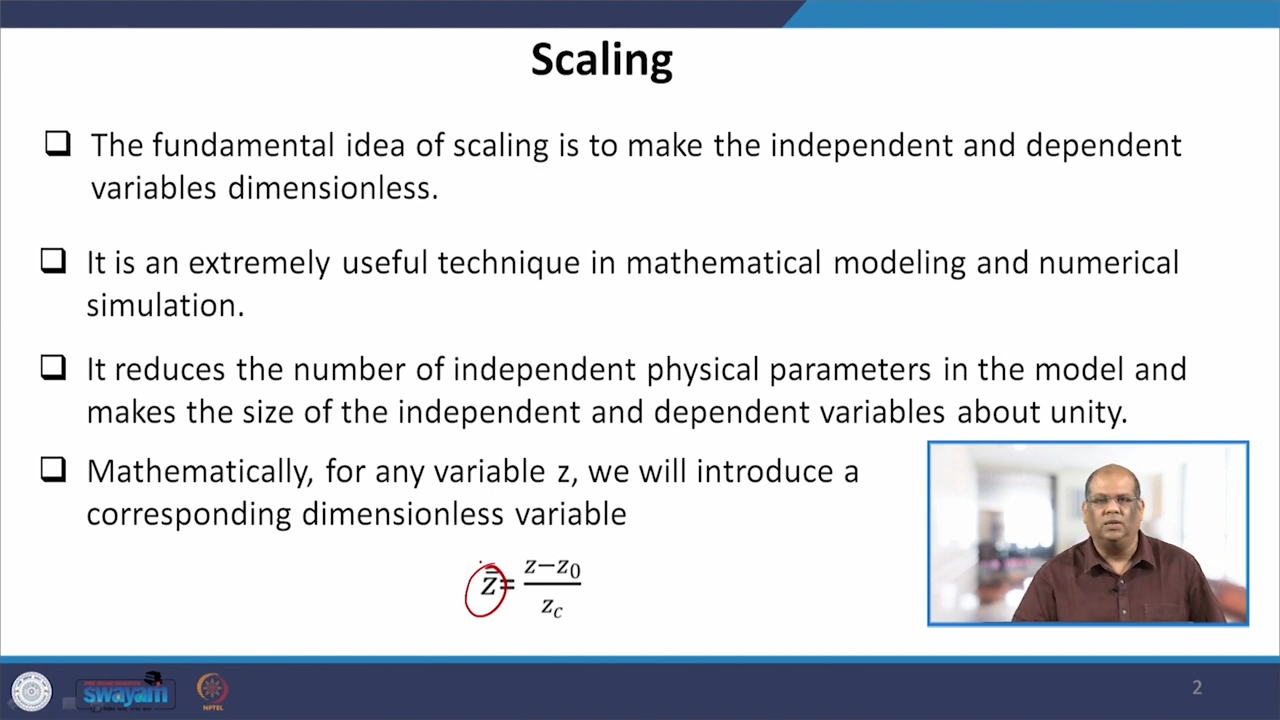 Scaling
❑ The fundamental idea of scaling is to make the independent and dependent
variables dimensionless.
❑ It is an extremely useful technique in mathematical modeling and numerical
simulation.
❑ It reduces the number of independent physical parameters in the model and
makes the size of the independent and dependent variables about unity.
❑ Mathematically, for any variable z, we will introduce a
corresponding dimensionless variable
z̄ = (z−z₀)/z_c
swayam
NPTEL
2